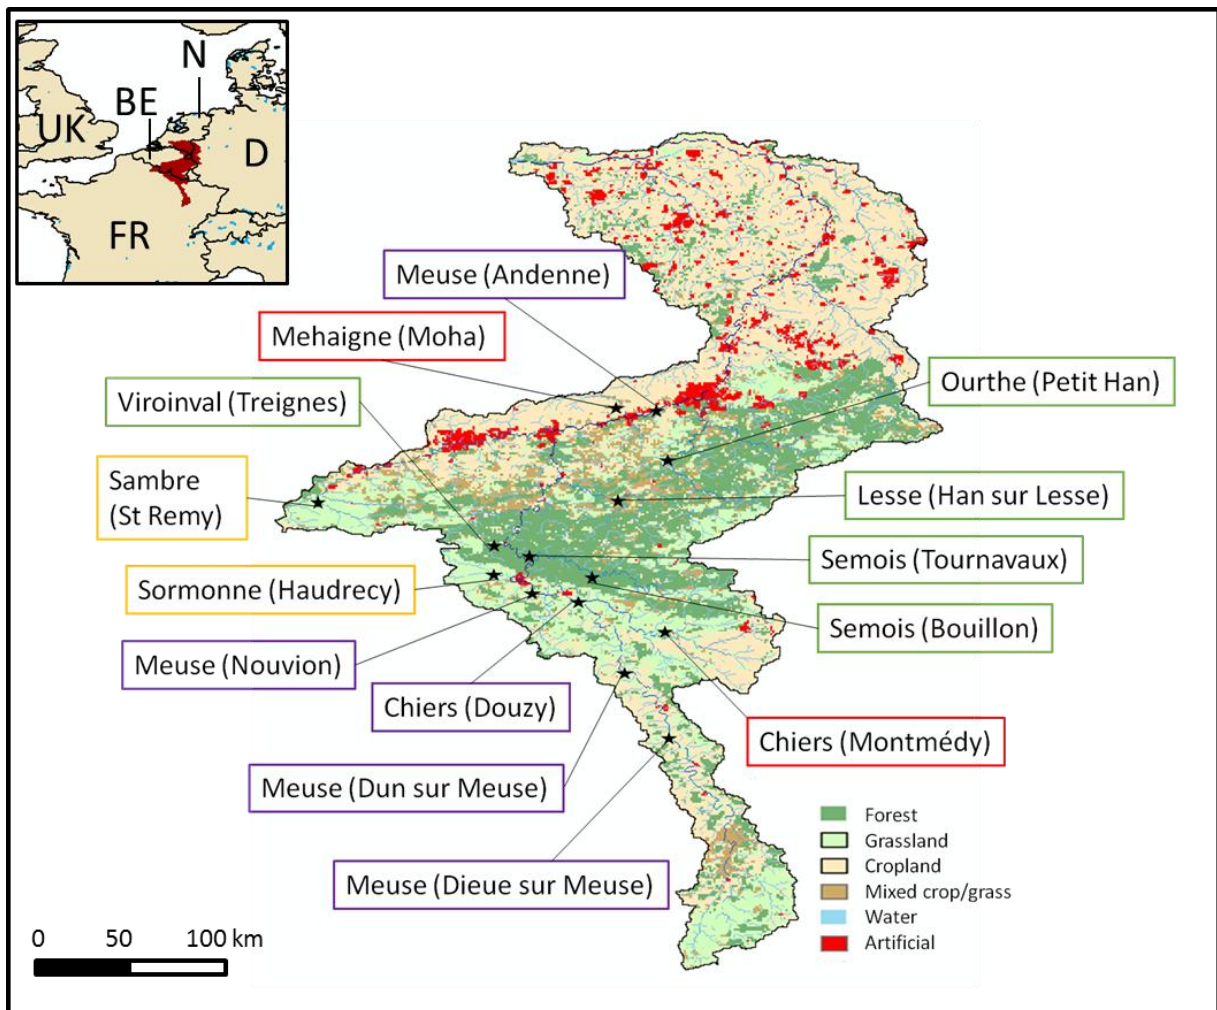 N
BE
UK
D
FR
Meuse (Andenne)
Mehaigne (Moha)
Ourthe (Petit Han)
Viroinval (Treignes)
Sambre
(St Remy)
Lesse (Han sur Lesse)
Semois (Tournavaux)
Sormonne (Haudrecy)
Semois (Bouillon)
Meuse (Nouvion)
Chiers (Douzy)
Chiers (Montmédy)
Meuse (Dun sur Meuse)
Meuse (Dieue sur Meuse)
Forest
Grassland
Cropland
Mixed crop/grass
Water
Artificial
0 50 100 km